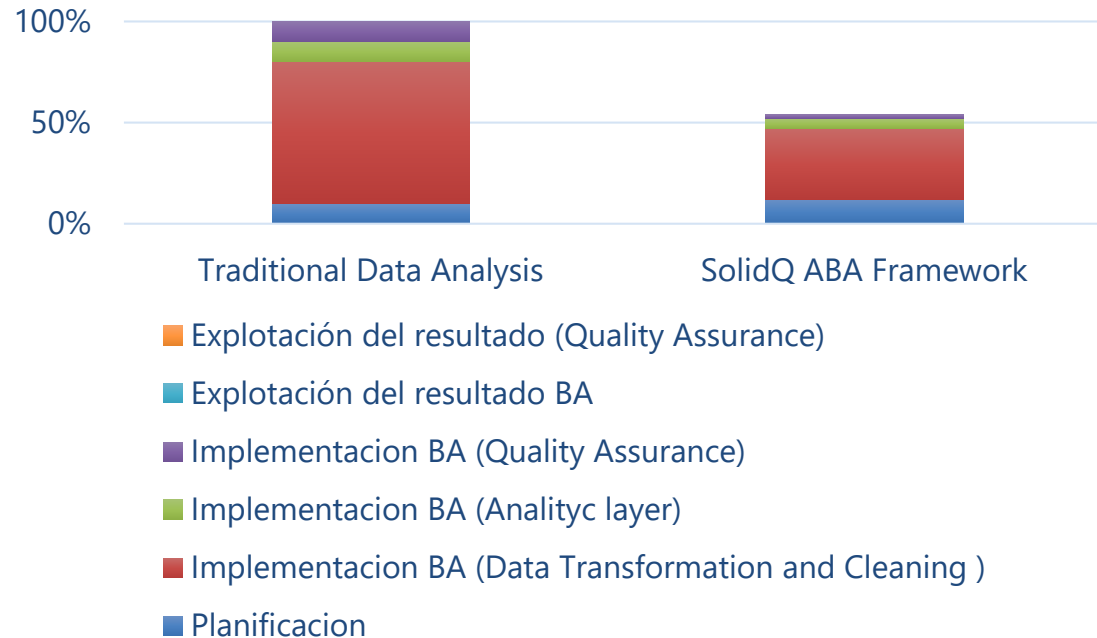 100%
50%
0%
Traditional Data Analysis
SolidQ ABA Framework
Explotación del resultado (Quality Assurance)
Explotación del resultado BA
Implementacion BA (Quality Assurance)
Implementacion BA (Analityc layer)
Implementacion BA (Data Transformation and Cleaning )
Planificacion